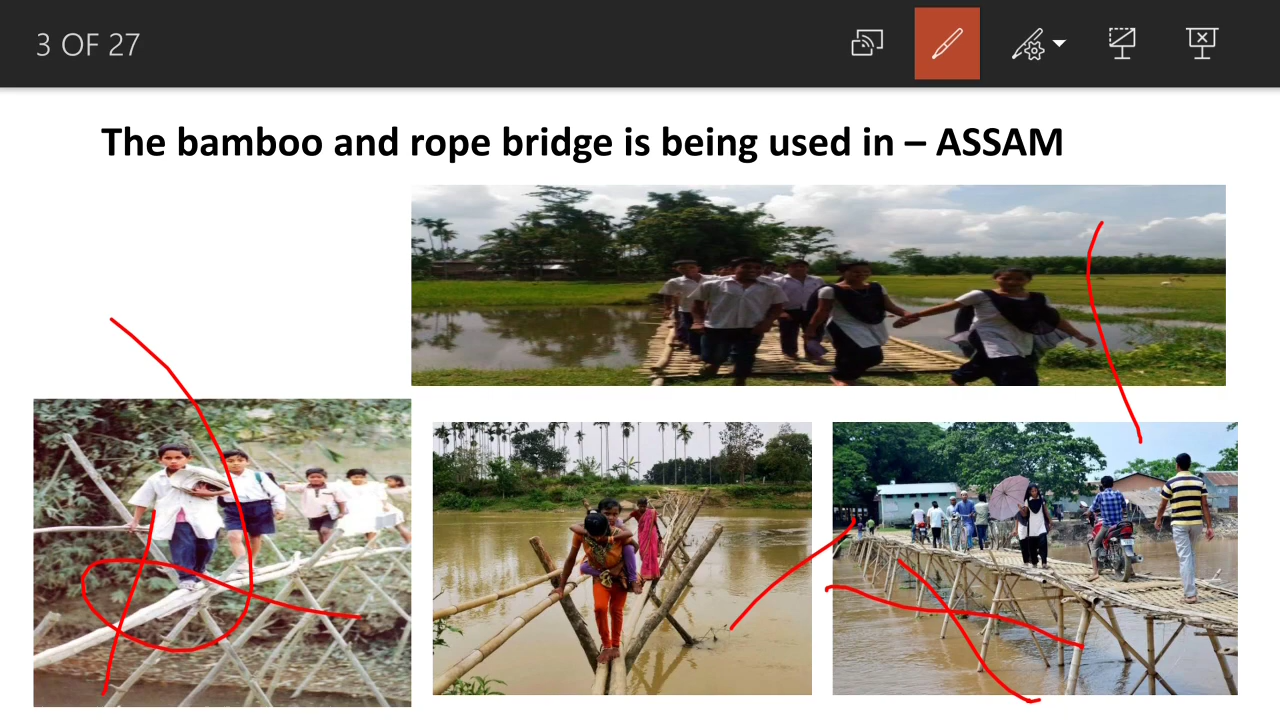 3 OF 27
The bamboo and rope bridge is being used in – ASSAM